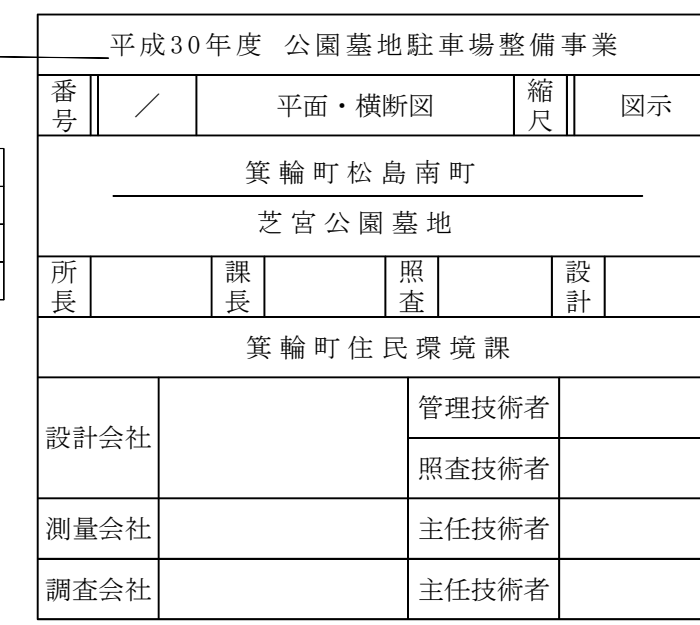 平成30年度 公園墓地駐車場整備事業
番号 ／ 平面・横断図 縮尺 図示
箕輪町松島南町
芝宮公園墓地
所長 課長 照査 設計
箕輪町住民環境課
設計会社 管理技術者
照査技術者
測量会社 主任技術者
調査会社 主任技術者